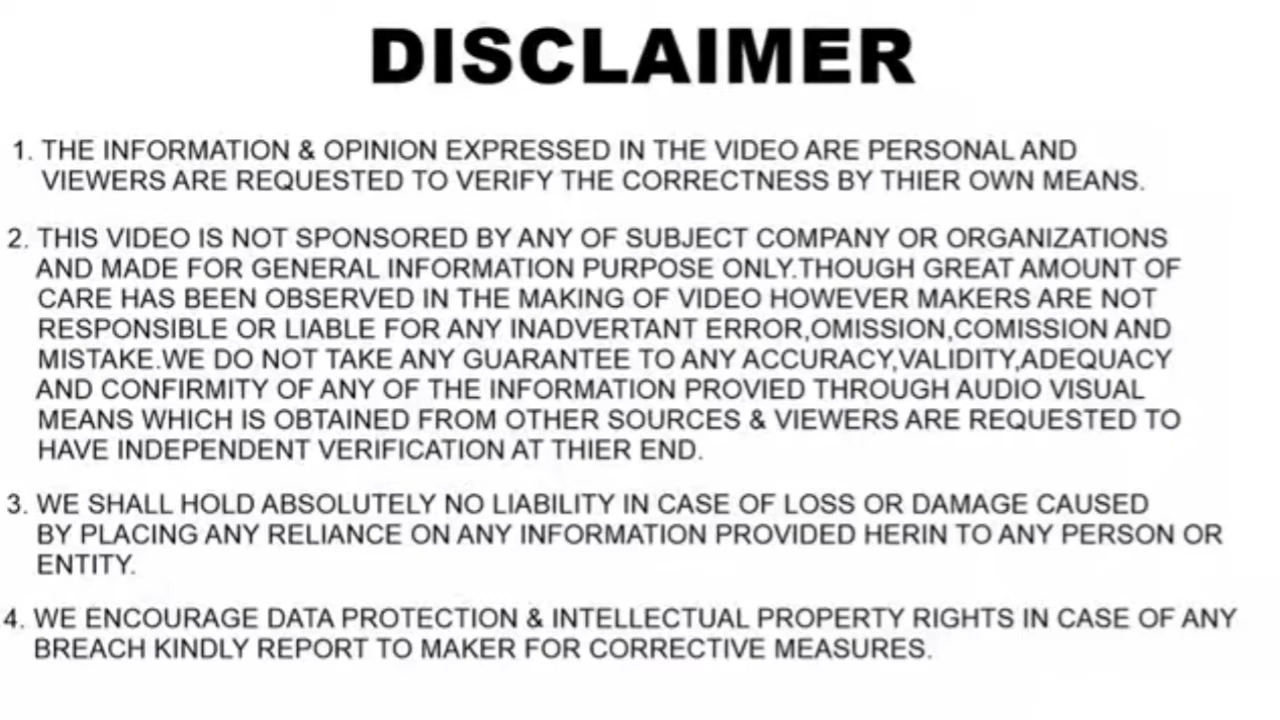 DISCLAIMER
1. THE INFORMATION & OPINION EXPRESSED IN THE VIDEO ARE PERSONAL AND
VIEWERS ARE REQUESTED TO VERIFY THE CORRECTNESS BY THIER OWN MEANS.
2. THIS VIDEO IS NOT SPONSORED BY ANY OF SUBJECT COMPANY OR ORGANIZATIONS
AND MADE FOR GENERAL INFORMATION PURPOSE ONLY.THOUGH GREAT AMOUNT OF
CARE HAS BEEN OBSERVED IN THE MAKING OF VIDEO HOWEVER MAKERS ARE NOT
RESPONSIBLE OR LIABLE FOR ANY INADVERTANT ERROR,OMISSION,COMISSION AND
MISTAKE.WE DO NOT TAKE ANY GUARANTEE TO ANY ACCURACY,VALIDITY,ADEQUACY
AND CONFIRMITY OF ANY OF THE INFORMATION PROVIED THROUGH AUDIO VISUAL
MEANS WHICH IS OBTAINED FROM OTHER SOURCES & VIEWERS ARE REQUESTED TO
HAVE INDEPENDENT VERIFICATION AT THIER END.
3. WE SHALL HOLD ABSOLUTELY NO LIABILITY IN CASE OF LOSS OR DAMAGE CAUSED
BY PLACING ANY RELIANCE ON ANY INFORMATION PROVIDED HERIN TO ANY PERSON OR
ENTITY.
4. WE ENCOURAGE DATA PROTECTION & INTELLECTUAL PROPERTY RIGHTS IN CASE OF ANY
BREACH KINDLY REPORT TO MAKER FOR CORRECTIVE MEASURES.